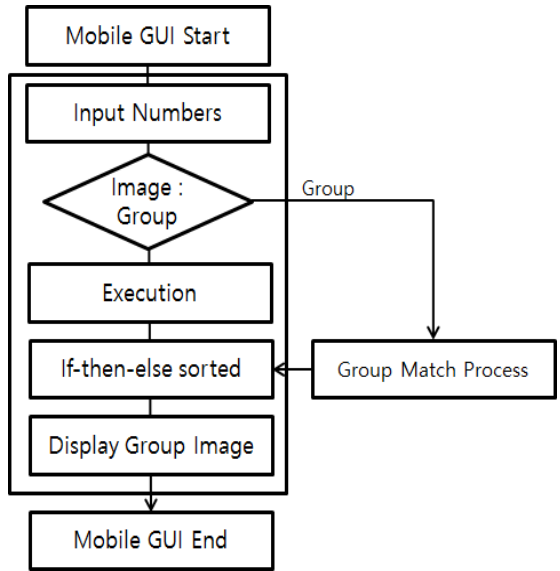 Mobile GUI Start
Input Numbers
Image :
Group
Group
Execution
If-then-else sorted
Group Match Process
Display Group Image
Mobile GUI End